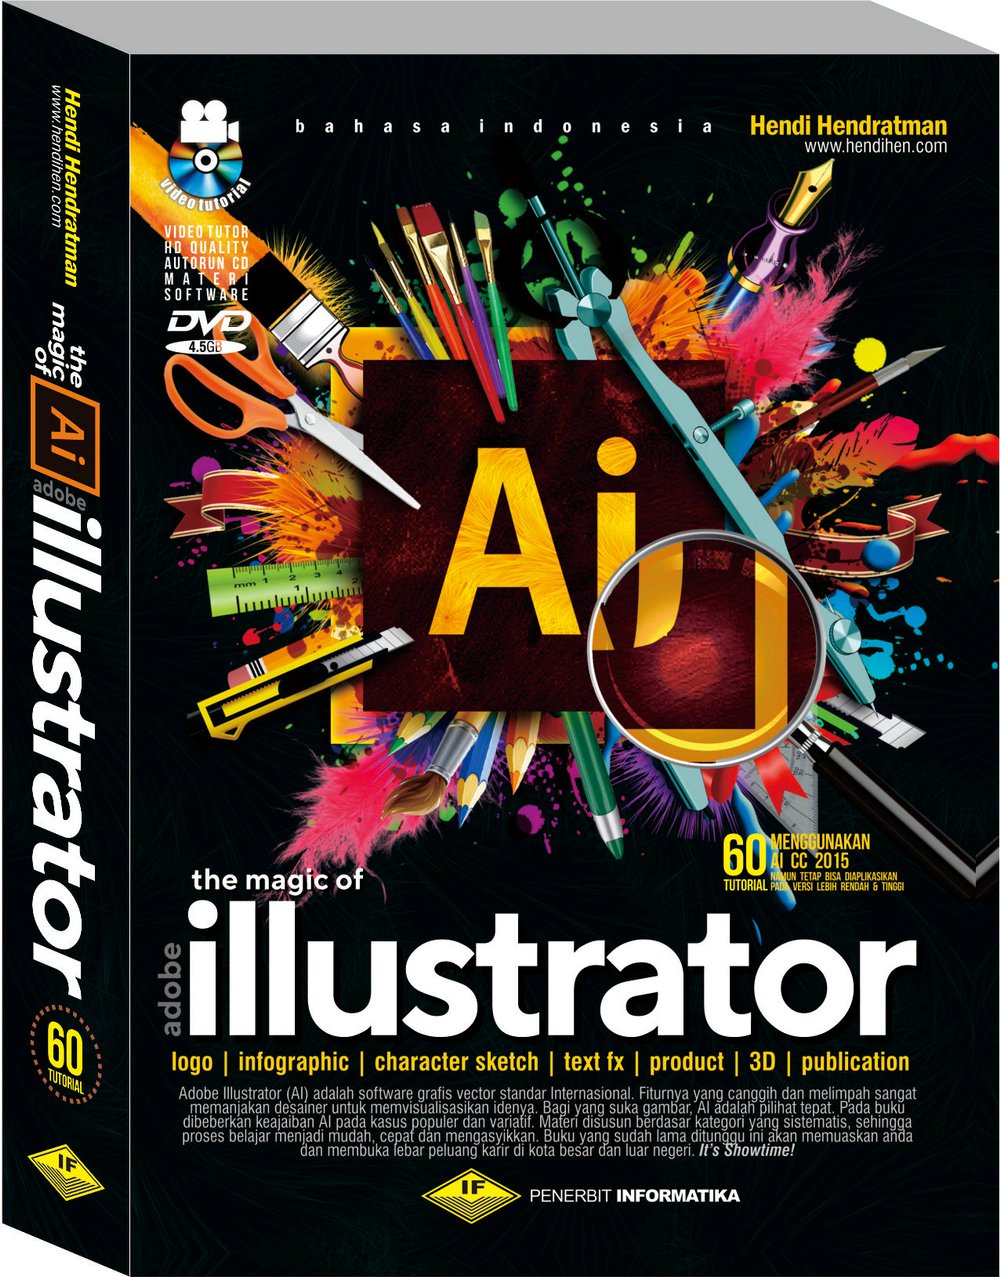 Hendi Hendratman
www.hendihen.com
the
magic
of
Ai
adobe
illustrator
60
TUTORIAL
IF
bahasa indonesia
Hendi Hendratman
www.hendihen.com
video tutorial
VIDEO TUTOR
HD QUALITY
AUTORUN CD
MATERI
SOFTWARE
DVD
4.5GB
Ai
mm 1 2 3
60
TUTORIAL
MENGGUNAKAN
AI CC 2015
NAMUN TETAP BISA DIAPLIKASIKAN
PADA VERSI LEBIH RENDAH & TINGGI
the magic of
adobe
illustrator
logo | infographic | character sketch | text fx | product | 3D | publication
Adobe Illustrator (AI) adalah software grafis vector standar Internasional. Fiturnya yang canggih dan melimpah sangat
memanjakan desainer untuk memvisualisasikan idenya. Bagi yang suka gambar, AI adalah pilihat tepat. Pada buku
dibeberkan keajaiban AI pada kasus populer dan variatif. Materi disusun berdasar kategori yang sistematis, sehingga
proses belajar menjadi mudah, cepat dan mengasyikkan. Buku yang sudah lama ditunggu ini akan memuaskan anda
dan membuka lebar peluang karir di kota besar dan luar negeri. It's Showtime!
IF
PENERBIT INFORMATIKA